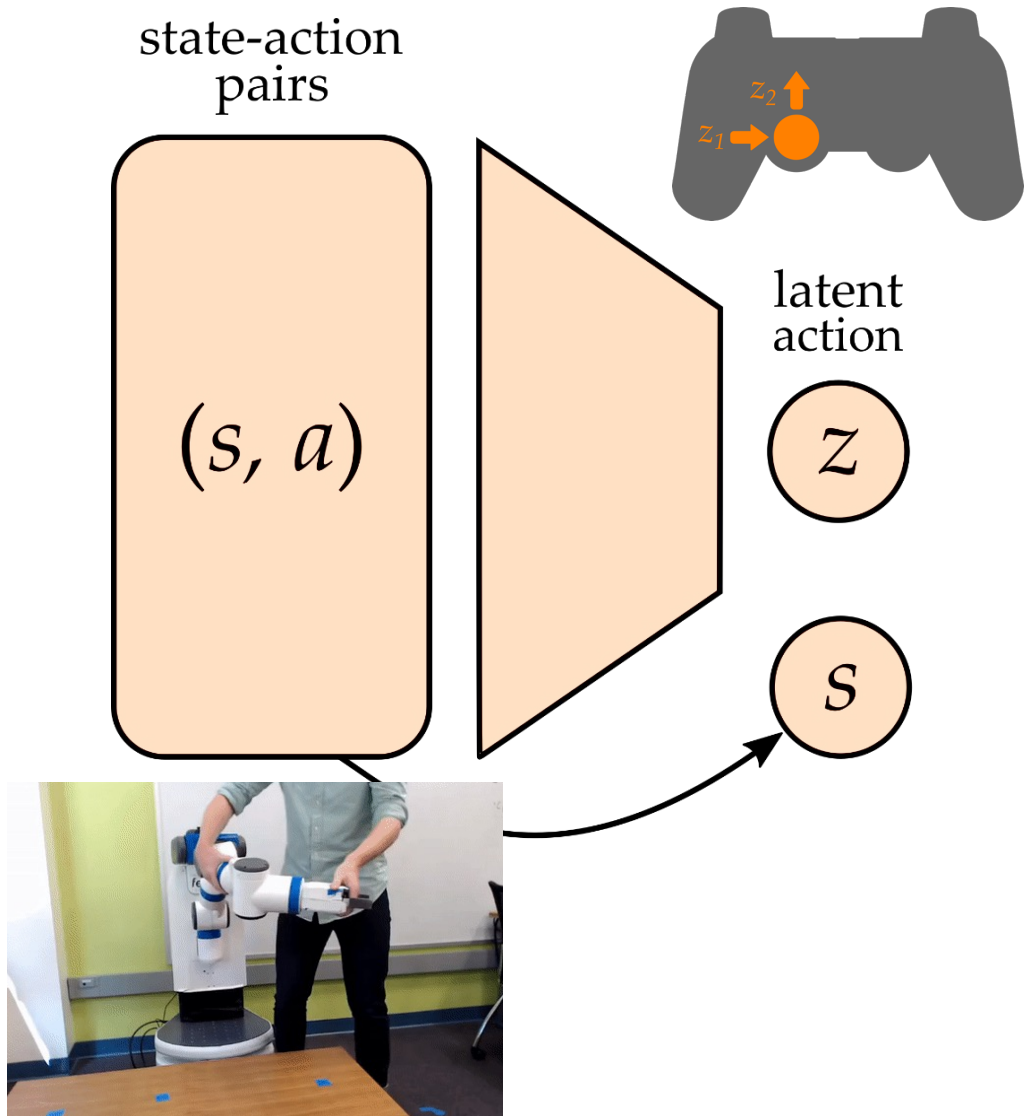 state-action
pairs
z2
z1
latent
action
(s, a)
z
s